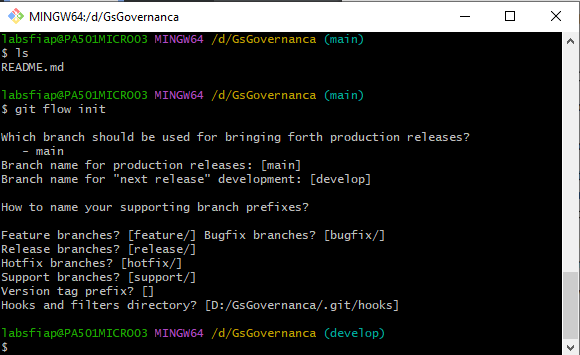 MINGW64:/d/GsGovernanca
labsfiap@PA501MICRO03 MINGW64 /d/GsGovernanca (main)
$ ls
README.md
labsfiap@PA501MICRO03 MINGW64 /d/GsGovernanca (main)
$ git flow init
Which branch should be used for bringing forth production releases?
- main
Branch name for production releases: [main]
Branch name for "next release" development: [develop]
How to name your supporting branch prefixes?
Feature branches? [feature/] Bugfix branches? [bugfix/]
Release branches? [release/]
Hotfix branches? [hotfix/]
Support branches? [support/]
Version tag prefix? []
Hooks and filters directory? [D:/GsGovernanca/.git/hooks]
labsfiap@PA501MICRO03 MINGW64 /d/GsGovernanca (develop)
$